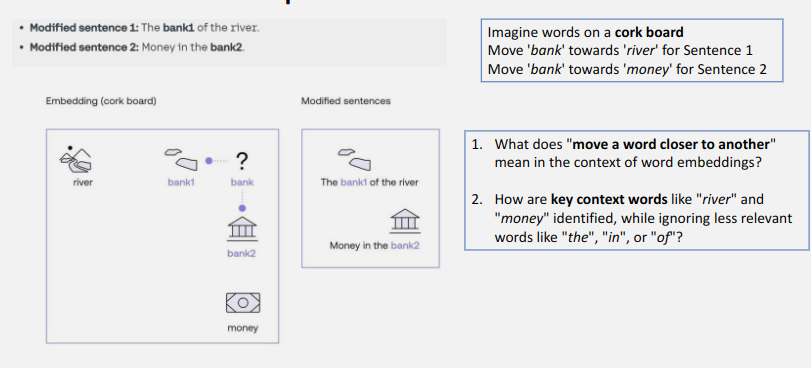 • Modified sentence 1: The bank1 of the river.
• Modified sentence 2: Money in the bank2.
Imagine words on a cork board
Move 'bank' towards 'river' for Sentence 1
Move 'bank' towards 'money' for Sentence 2
Embedding (cork board)
Modified sentences
?
river
bank1
bank
bank2
money
The bank1 of the river
Money in the bank2
1. What does "move a word closer to another"
mean in the context of word embeddings?
2. How are key context words like "river" and
"money" identified, while ignoring less relevant
words like "the", "in", or "of"?